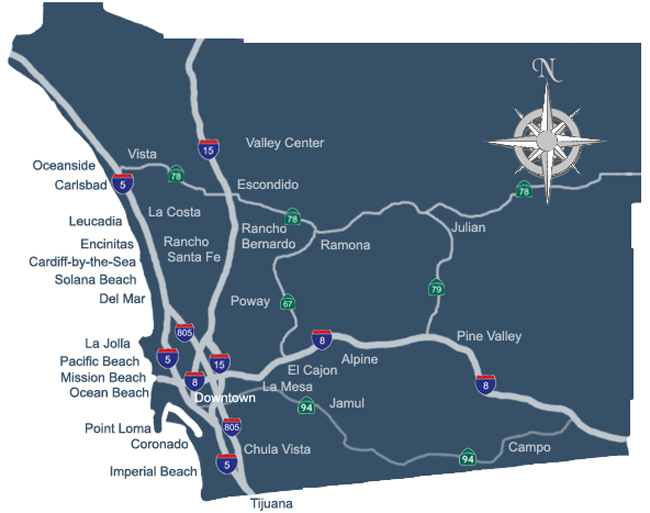 N
15
Valley Center
Vista
Oceanside
78
Carlsbad
5
Escondido
78
La Costa
78
Leucadia
Rancho
Bernardo
Julian
Encinitas
Rancho
Santa Fe
Ramona
Cardiff-by-the-Sea
Solana Beach
79
Del Mar
Poway
67
805
Pine Valley
8
La Jolla
5
15
Alpine
Pacific Beach
El Cajon
Mission Beach
8
La Mesa
8
Ocean Beach
Downtown
94
Jamul
Point Loma
805
Coronado
Chula Vista
Campo
94
5
Imperial Beach
Tijuana